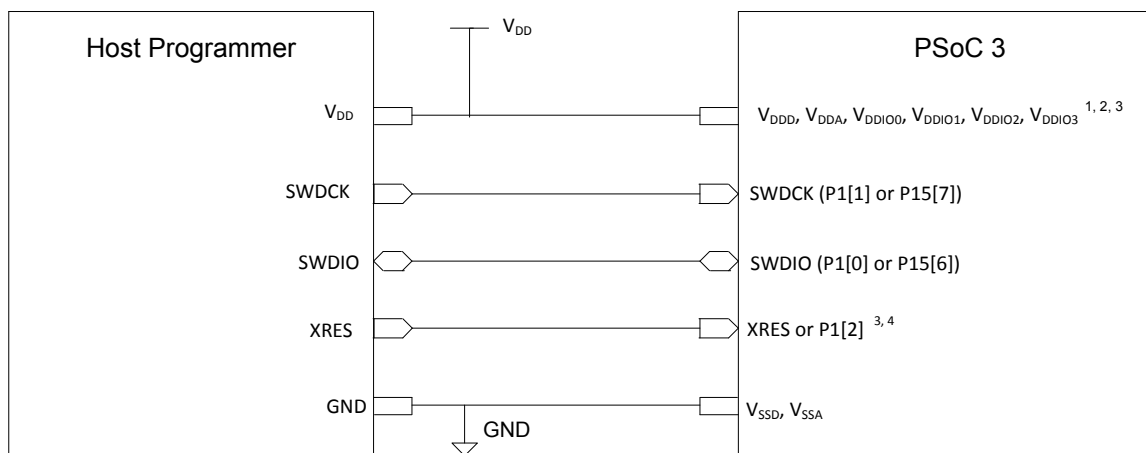 V_DD
Host Programmer
PSoC 3
V_DD
V_DDD, V_DDA, V_DDIO0, V_DDIO1, V_DDIO2, V_DDIO3 1, 2, 3
SWDCK
SWDCK (P1[1] or P15[7])
SWDIO
SWDIO (P1[0] or P15[6])
XRES
XRES or P1[2] 3, 4
GND
V_SSD, V_SSA
GND